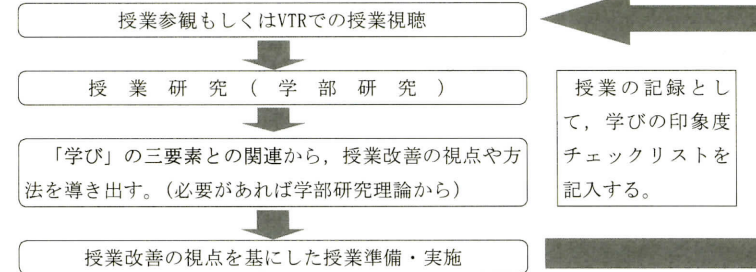 授業参観もしくはVTRでの授業視聴
授業研究(学部研究)
「学び」の三要素との関連から,授業改善の視点や方
法を導き出す。(必要があれば学部研究理論から)
授業改善の視点を基にした授業準備・実施
授業の記録とし
て,学びの印象度
チェックリストを
記入する。